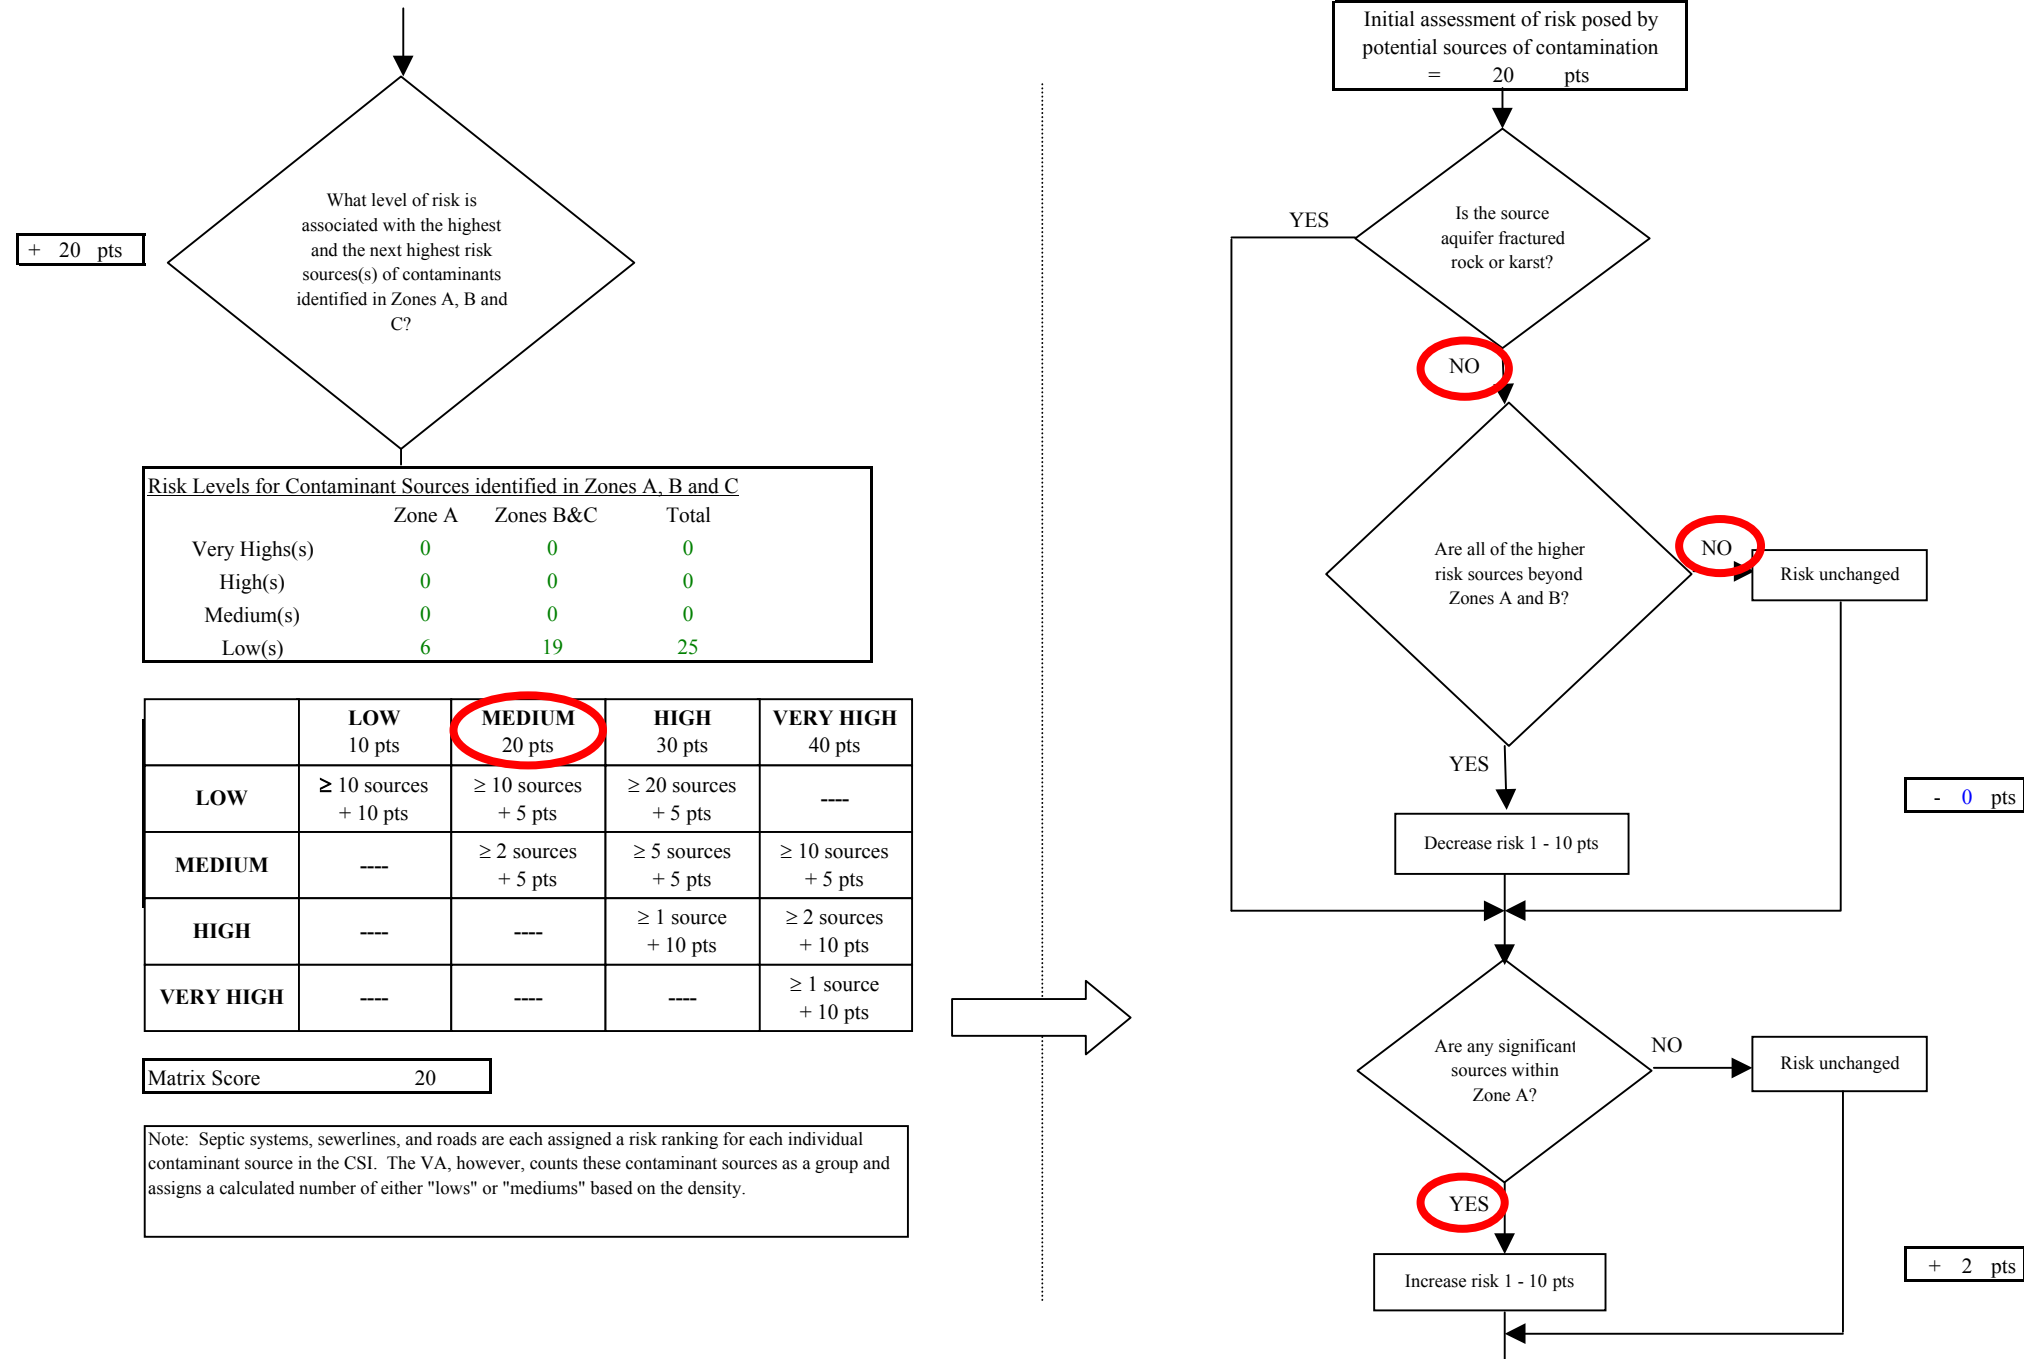 + 20 pts
What level of risk is
associated with the highest
and the next highest risk
sources(s) of contaminants
identified in Zones A, B and
C?
Risk Levels for Contaminant Sources identified in Zones A, B and C
Zone A Zones B&C Total
Very Highs(s) 0 0 0
High(s) 0 0 0
Medium(s) 0 0 0
Low(s) 6 19 25
LOW MEDIUM HIGH VERY HIGH
10 pts 20 pts 30 pts 40 pts
LOW ≥ 10 sources ≥ 10 sources ≥ 20 sources ----
+ 10 pts + 5 pts + 5 pts
MEDIUM ---- ≥ 2 sources ≥ 5 sources ≥ 10 sources
+ 5 pts + 5 pts + 5 pts
HIGH ---- ---- ≥ 1 source ≥ 2 sources
+ 10 pts + 10 pts
VERY HIGH ---- ---- ---- ≥ 1 source
+ 10 pts
Matrix Score 20
Note: Septic systems, sewerlines, and roads are each assigned a risk ranking for each individual
contaminant source in the CSI. The VA, however, counts these contaminant sources as a group and
assigns a calculated number of either "lows" or "mediums" based on the density.
Initial assessment of risk posed by
potential sources of contamination
= 20 pts
YES
Is the source
aquifer fractured
rock or karst?
NO
Are all of the higher
risk sources beyond
Zones A and B?
NO
Risk unchanged
YES
Decrease risk 1 - 10 pts
- 0 pts
Are any significant
sources within
Zone A?
NO
Risk unchanged
YES
Increase risk 1 - 10 pts
+ 2 pts